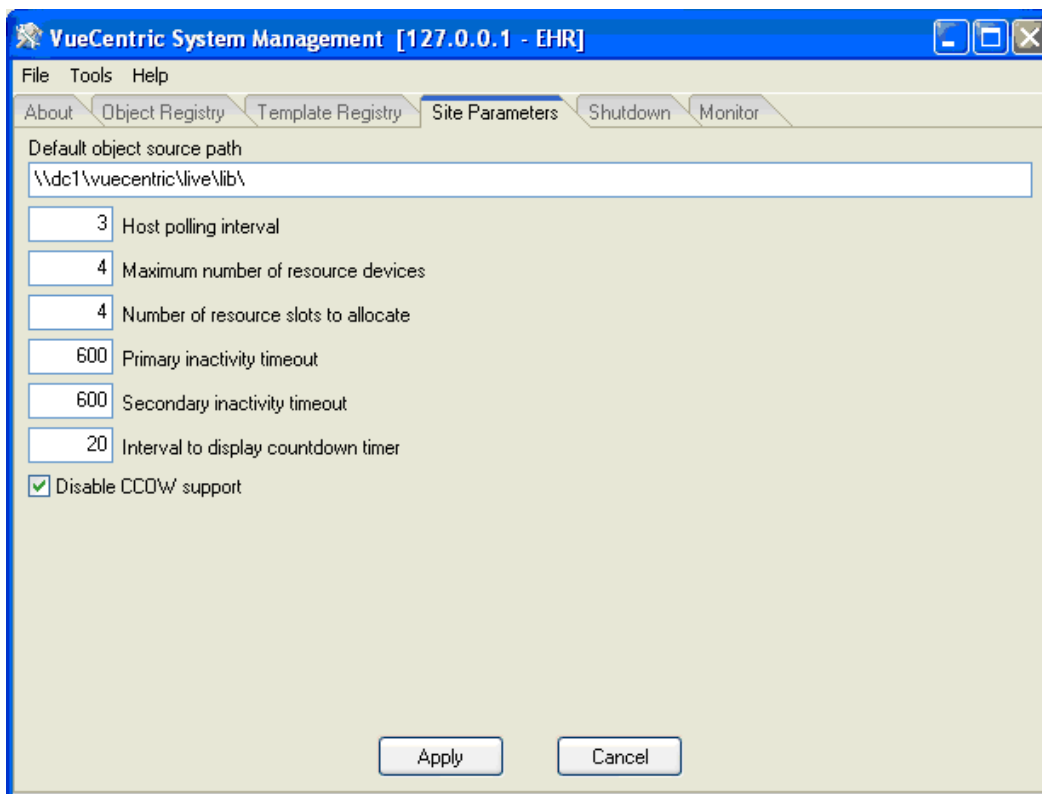 VueCentric System Management [127.0.0.1 - EHR]
File Tools Help
About Object Registry Template Registry Site Parameters Shutdown Monitor
Default object source path
\\dc1\vuecentric\live\lib\
3 Host polling interval
4 Maximum number of resource devices
4 Number of resource slots to allocate
600 Primary inactivity timeout
600 Secondary inactivity timeout
20 Interval to display countdown timer
Disable CCOW support
Apply Cancel